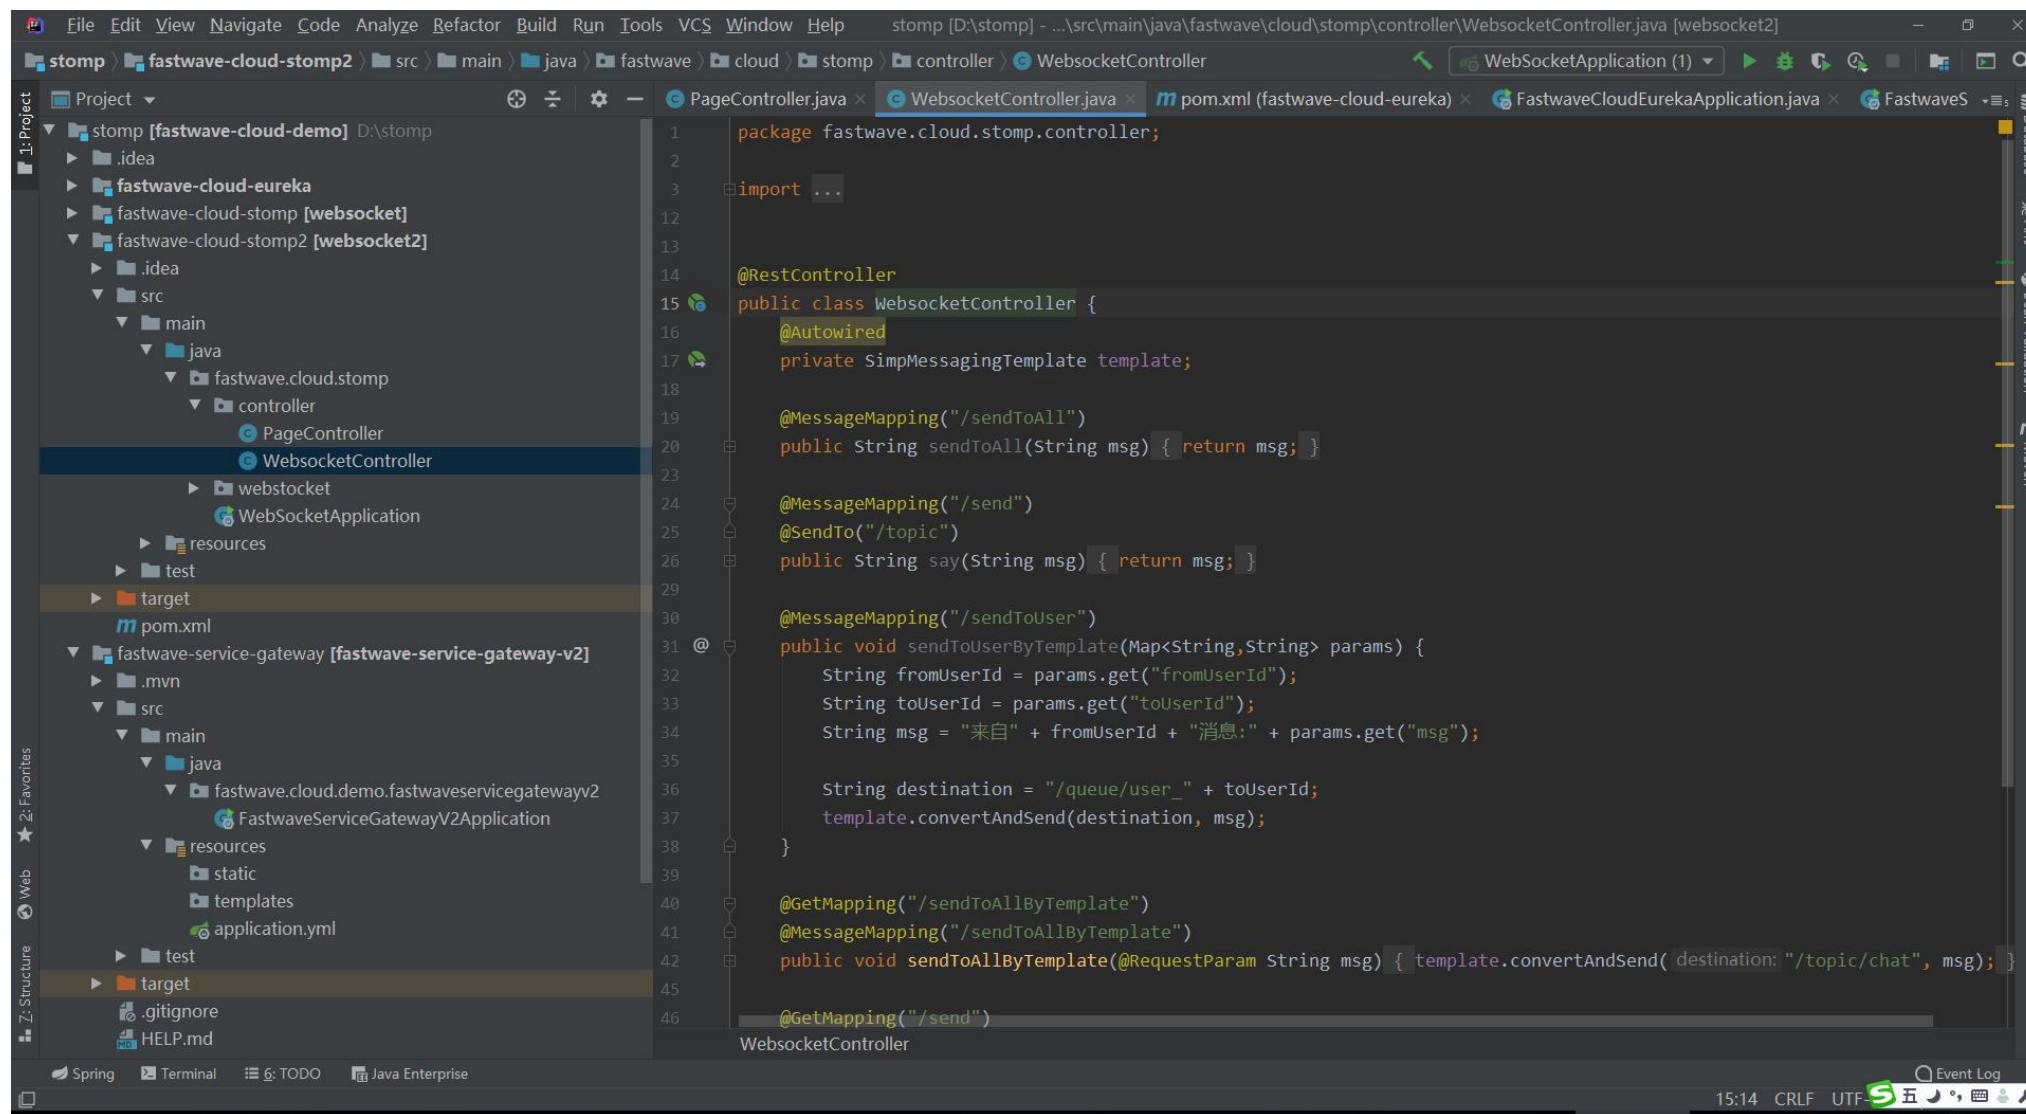 File Edit View Navigate Code Analyze Refactor Build Run Tools VCS Window Help stomp [D:\stomp] - ...\src\main\java\fastwave\cloud\stomp\controller\WebsocketController.java [websocket2]
stomp fastwave-cloud-stomp2 src main java fastwave cloud stomp controller WebsocketController WebSocketApplication (1)
Project
PageController.java WebsocketController.java pom.xml (fastwave-cloud-eureka) FastwaveCloudEurekaApplication.java FastwaveS
1: Project
2: Favorites
Web
Z: Structure
stomp [fastwave-cloud-demo] D:\stomp
.idea
fastwave-cloud-eureka
fastwave-cloud-stomp [websocket]
fastwave-cloud-stomp2 [websocket2]
.idea
src
main
java
fastwave.cloud.stomp
controller
PageController
WebsocketController
webstocket
WebSocketApplication
resources
test
target
pom.xml
fastwave-service-gateway [fastwave-service-gateway-v2]
.mvn
src
main
java
fastwave.cloud.demo.fastwaveservicegatewayv2
FastwaveServiceGatewayV2Application
resources
static
templates
application.yml
test
target
.gitignore
HELP.md
1 package fastwave.cloud.stomp.controller;
2
3 import ...
12
13
14 @RestController
15 public class WebsocketController {
16 @Autowired
17 private SimpMessagingTemplate template;
18
19 @MessageMapping("/sendToAll")
20 public String sendToAll(String msg) { return msg; }
23
24 @MessageMapping("/send")
25 @SendTo("/topic")
26 public String say(String msg) { return msg; }
29
30 @MessageMapping("/sendToUser")
31 @ public void sendToUserByTemplate(Map<String,String> params) {
32 String fromUserId = params.get("fromUserId");
33 String toUserId = params.get("toUserId");
34 String msg = "来自" + fromUserId + "消息:" + params.get("msg");
35
36 String destination = "/queue/user_" + toUserId;
37 template.convertAndSend(destination, msg);
38 }
39
40 @GetMapping("/sendToAllByTemplate")
41 @MessageMapping("/sendToAllByTemplate")
42 public void sendToAllByTemplate(@RequestParam String msg) { template.convertAndSend( destination: "/topic/chat", msg); }
45
46 @GetMapping("/send")
WebsocketController
Spring Terminal 6: TODO Java Enterprise Event Log
15:14 CRLF UTF- 五